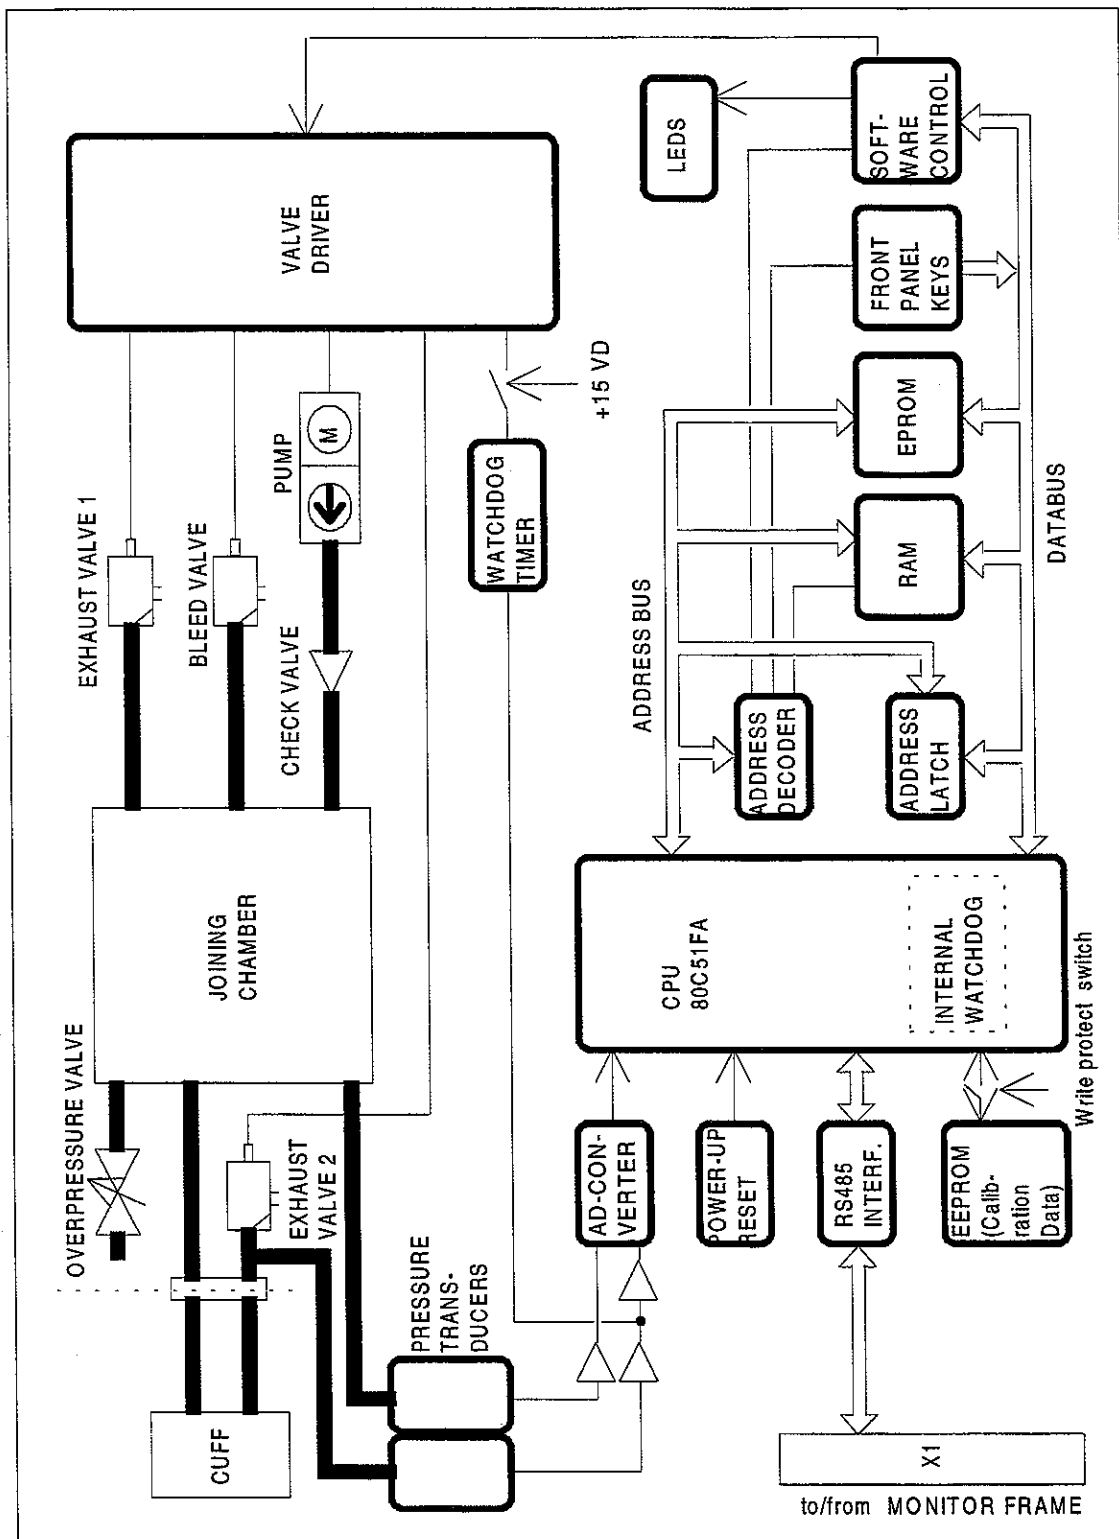 CUFF
OVERPRESSURE VALVE
JOINING
CHAMBER
EXHAUST VALVE 1
BLEED VALVE
CHECK VALVE
PUMP
M
VALVE
DRIVER
EXHAUST
VALVE 2
PRESSURE
TRANS-
DUCERS
WATCHDOG
TIMER
+15 VD
LEDS
AD-CON-
VERTER
POWER-UP
RESET
RS485
INTERF.
EEPROM
(Calib-
ration
Data)
Write protect switch
CPU
80C51FA
INTERNAL
WATCHDOG
ADDRESS BUS
ADDRESS
DECODER
ADDRESS
LATCH
RAM
EPROM
FRONT
PANEL
KEYS
SOFT-
WARE
CONTROL
DATABUS
X1
to/from MONITOR FRAME